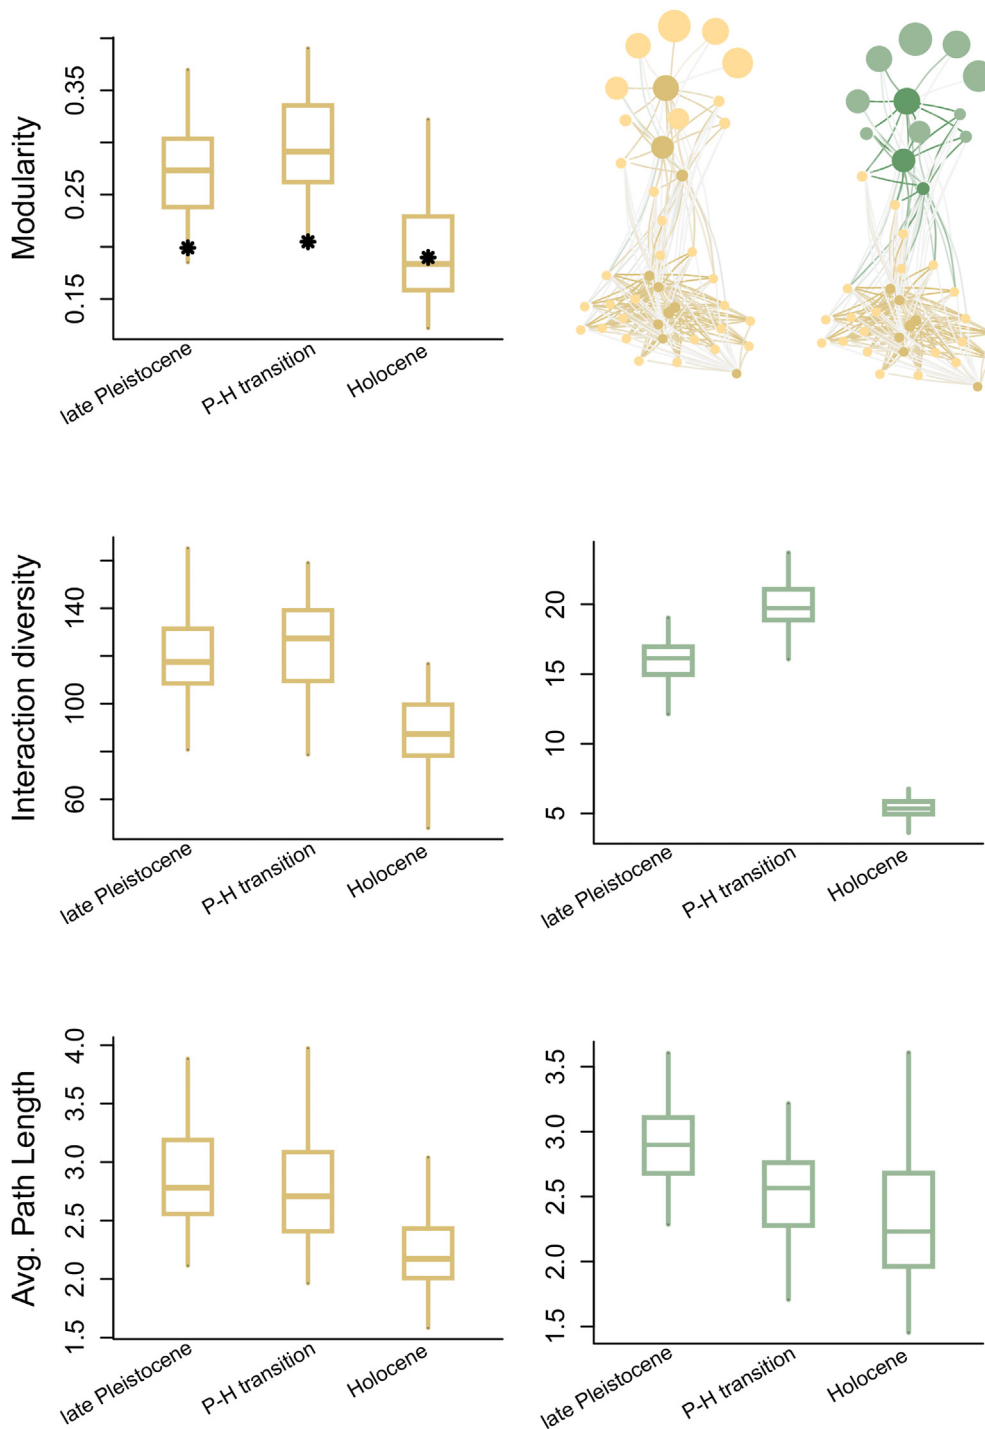 Modularity
0.35
0.25
0.15
late Pleistocene
P-H transition
Holocene
Interaction diversity
140
100
60
late Pleistocene
P-H transition
Holocene
20
15
10
5
late Pleistocene
P-H transition
Holocene
Avg. Path Length
4.0
3.5
3.0
2.5
2.0
1.5
late Pleistocene
P-H transition
Holocene
3.5
3.0
2.5
2.0
1.5
late Pleistocene
P-H transition
Holocene